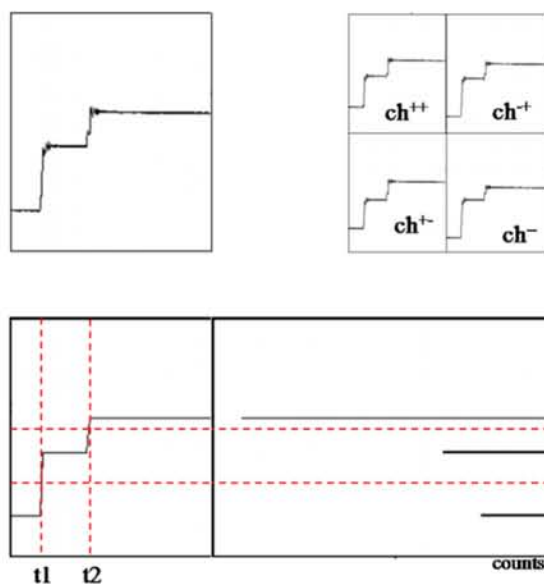 ch++
ch-+
ch+-
ch–
t1
t2
counts